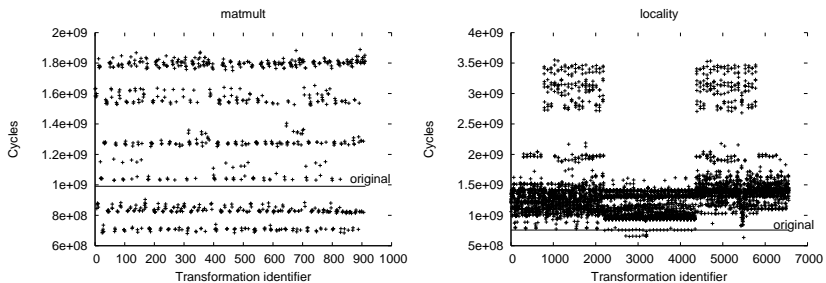 matmult
2e+09
1.8e+09
1.6e+09
1.4e+09
1.2e+09
1e+09
8e+08
6e+08
Cycles
original
0 100 200 300 400 500 600 700 800 900 1000
Transformation identifier
locality
4e+09
3.5e+09
3e+09
2.5e+09
2e+09
1.5e+09
1e+09
5e+08
Cycles
original
0 1000 2000 3000 4000 5000 6000 7000
Transformation identifier